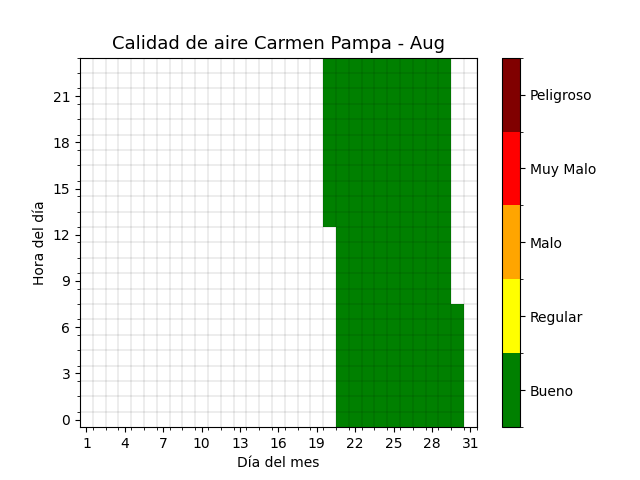 Calidad de aire Carmen Pampa - Aug
Hora del día
21
18
15
12
9
6
3
0
1 4 7 10 13 16 19 22 25 28 31
Día del mes
Peligroso
Muy Malo
Malo
Regular
Bueno